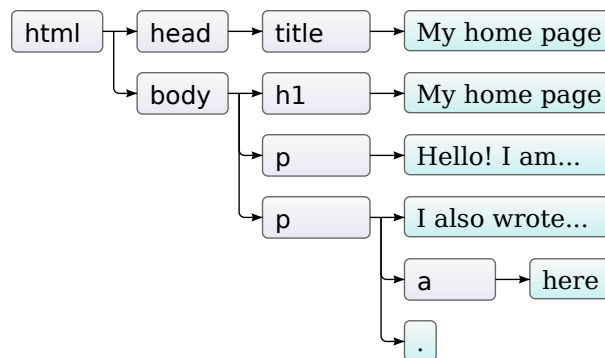 html head title My home page
body h1 My home page
p Hello! I am...
p I also wrote...
a here
.